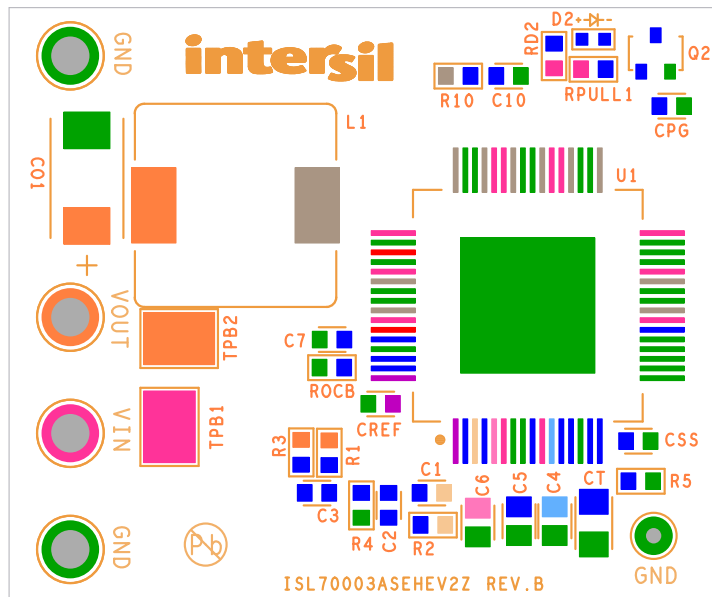 GND
intersil
D2
RD2
Q2
R10
C10
RPULL1
CPG
L1
CO1
U1
+
VOUT
TPB2
C7
ROCB
VIN
TPB1
CREF
R3
R1
CSS
C3
C1
C6
C5
C4
CT
R5
R4
C2
R2
GND
Pb
GND
ISL70003ASEHEV2Z REV.B